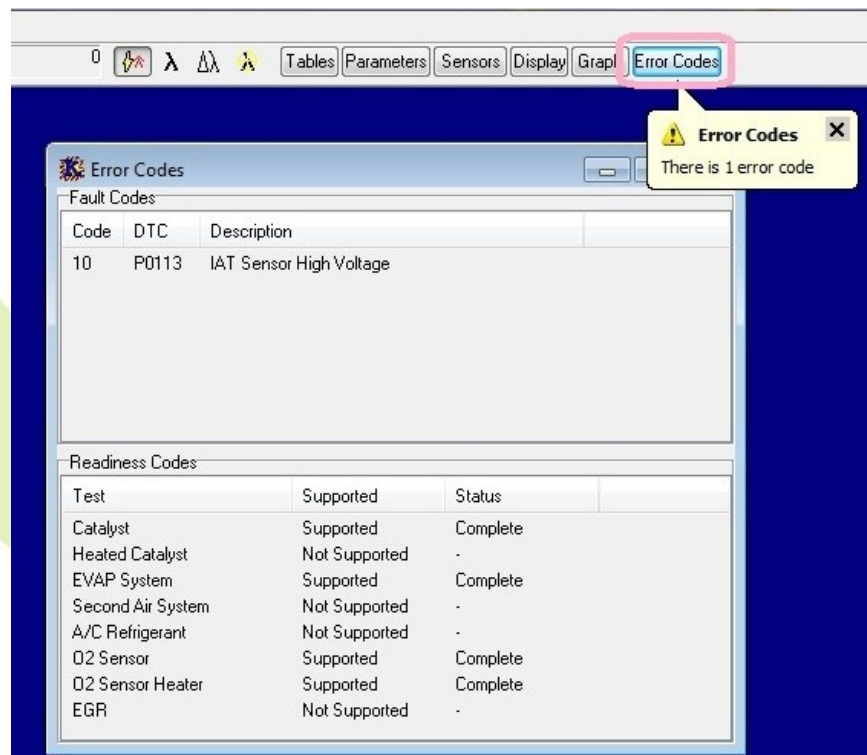 0 λ Δλ λ Tables Parameters Sensors Display Graph Error Codes
Error Codes
There is 1 error code
Error Codes
Fault Codes
Code DTC Description
10 P0113 IAT Sensor High Voltage
Readiness Codes
Test Supported Status
Catalyst Supported Complete
Heated Catalyst Not Supported -
EVAP System Supported Complete
Second Air System Not Supported -
A/C Refrigerant Not Supported -
O2 Sensor Supported Complete
O2 Sensor Heater Supported Complete
EGR Not Supported -